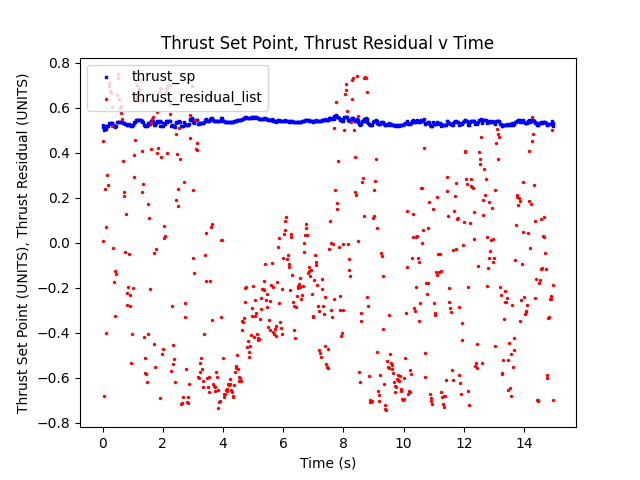 Thrust Set Point, Thrust Residual v Time
thrust_sp
thrust_residual_list
Thrust Set Point (UNITS), Thrust Residual (UNITS)
0.8
0.6
0.4
0.2
0.0
−0.2
−0.4
−0.6
−0.8
0 2 4 6 8 10 12 14
Time (s)